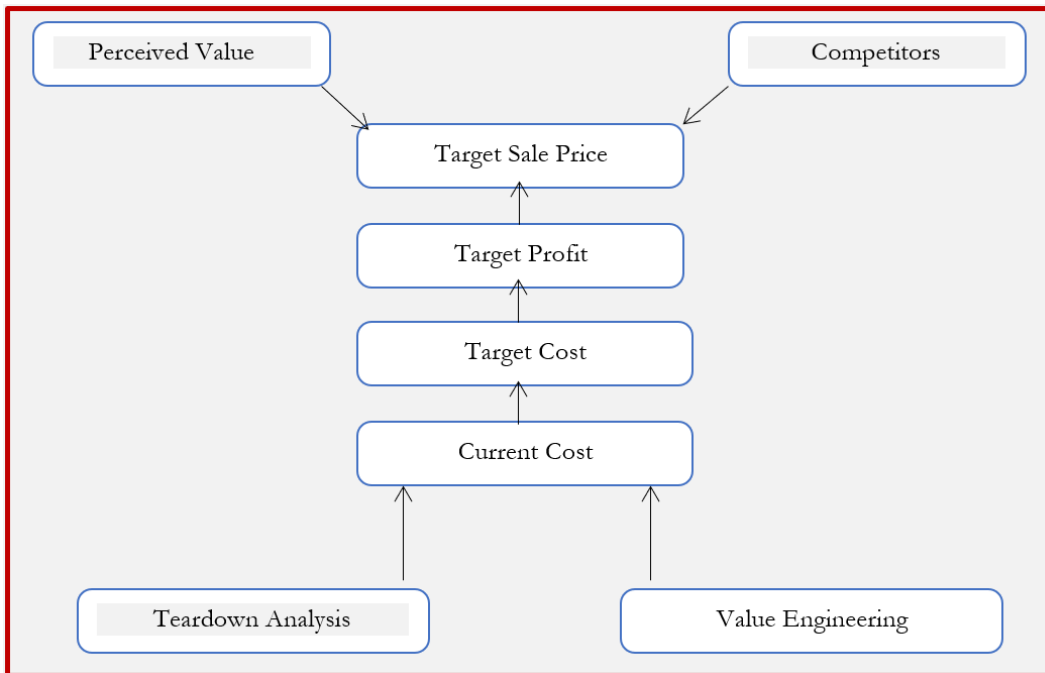 Perceived Value
Competitors
Target Sale Price
Target Profit
Target Cost
Current Cost
Teardown Analysis
Value Engineering